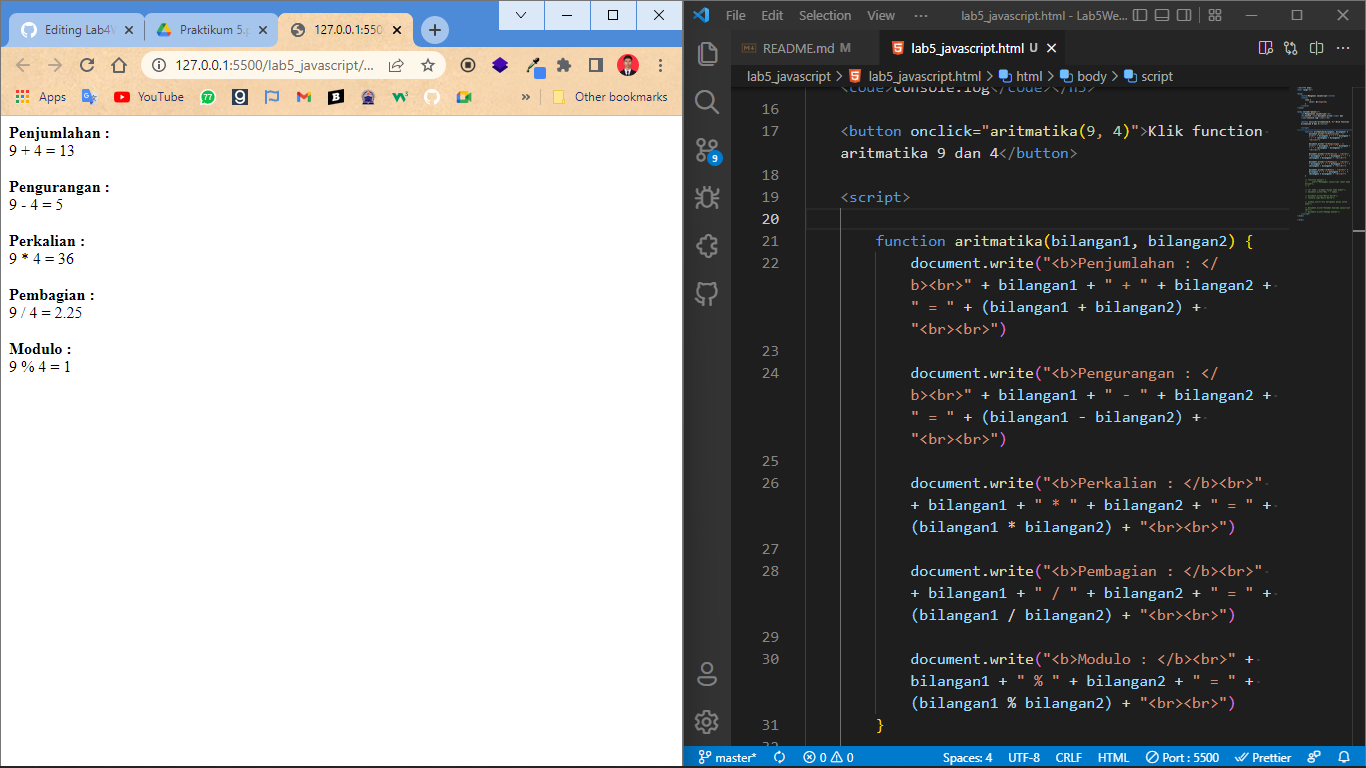 Editing Lab4W
Praktikum 5.p
127.0.0.1:550
127.0.0.1:5500/lab5_javascript/...
Apps
YouTube
77
Other bookmarks
Penjumlahan :
9 + 4 = 13
Pengurangan :
9 - 4 = 5
Perkalian :
9 * 4 = 36
Pembagian :
9 / 4 = 2.25
Modulo :
9 % 4 = 1
File Edit Selection View ··· lab5_javascript.html - Lab5We...
README.md M lab5_javascript.html U
lab5_javascript > lab5_javascript.html > html > body > script
<code>console.log</code></h5>
16
17 <button onclick="aritmatika(9, 4)">Klik function
aritmatika 9 dan 4</button>
18
19 <script>
20
21 function aritmatika(bilangan1, bilangan2) {
22 document.write("<b>Penjumlahan : </
b><br>" + bilangan1 + " + " + bilangan2 +
" = " + (bilangan1 + bilangan2) +
"<br><br>")
23
24 document.write("<b>Pengurangan : </
b><br>" + bilangan1 + " - " + bilangan2 +
" = " + (bilangan1 - bilangan2) +
"<br><br>")
25
26 document.write("<b>Perkalian : </b><br>"
+ bilangan1 + " * " + bilangan2 + " = " +
(bilangan1 * bilangan2) + "<br><br>")
27
28 document.write("<b>Pembagian : </b><br>"
+ bilangan1 + " / " + bilangan2 + " = " +
(bilangan1 / bilangan2) + "<br><br>")
29
30 document.write("<b>Modulo : </b><br>" +
bilangan1 + " % " + bilangan2 + " = " +
(bilangan1 % bilangan2) + "<br><br>")
31 }
9
master* 0 0 Spaces: 4 UTF-8 CRLF HTML Port : 5500 Prettier